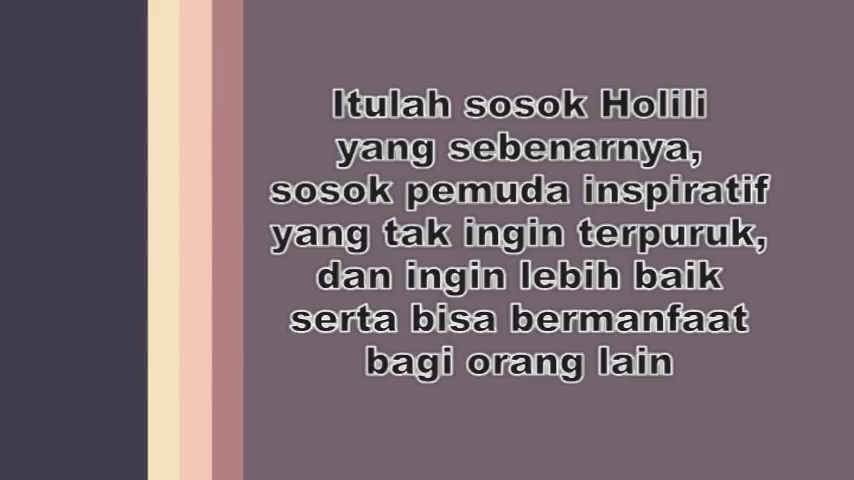 Itulah sosok Holili
yang sebenarnya,
sosok pemuda inspiratif
yang tak ingin terpuruk,
dan ingin lebih baik
serta bisa bermanfaat
bagi orang lain